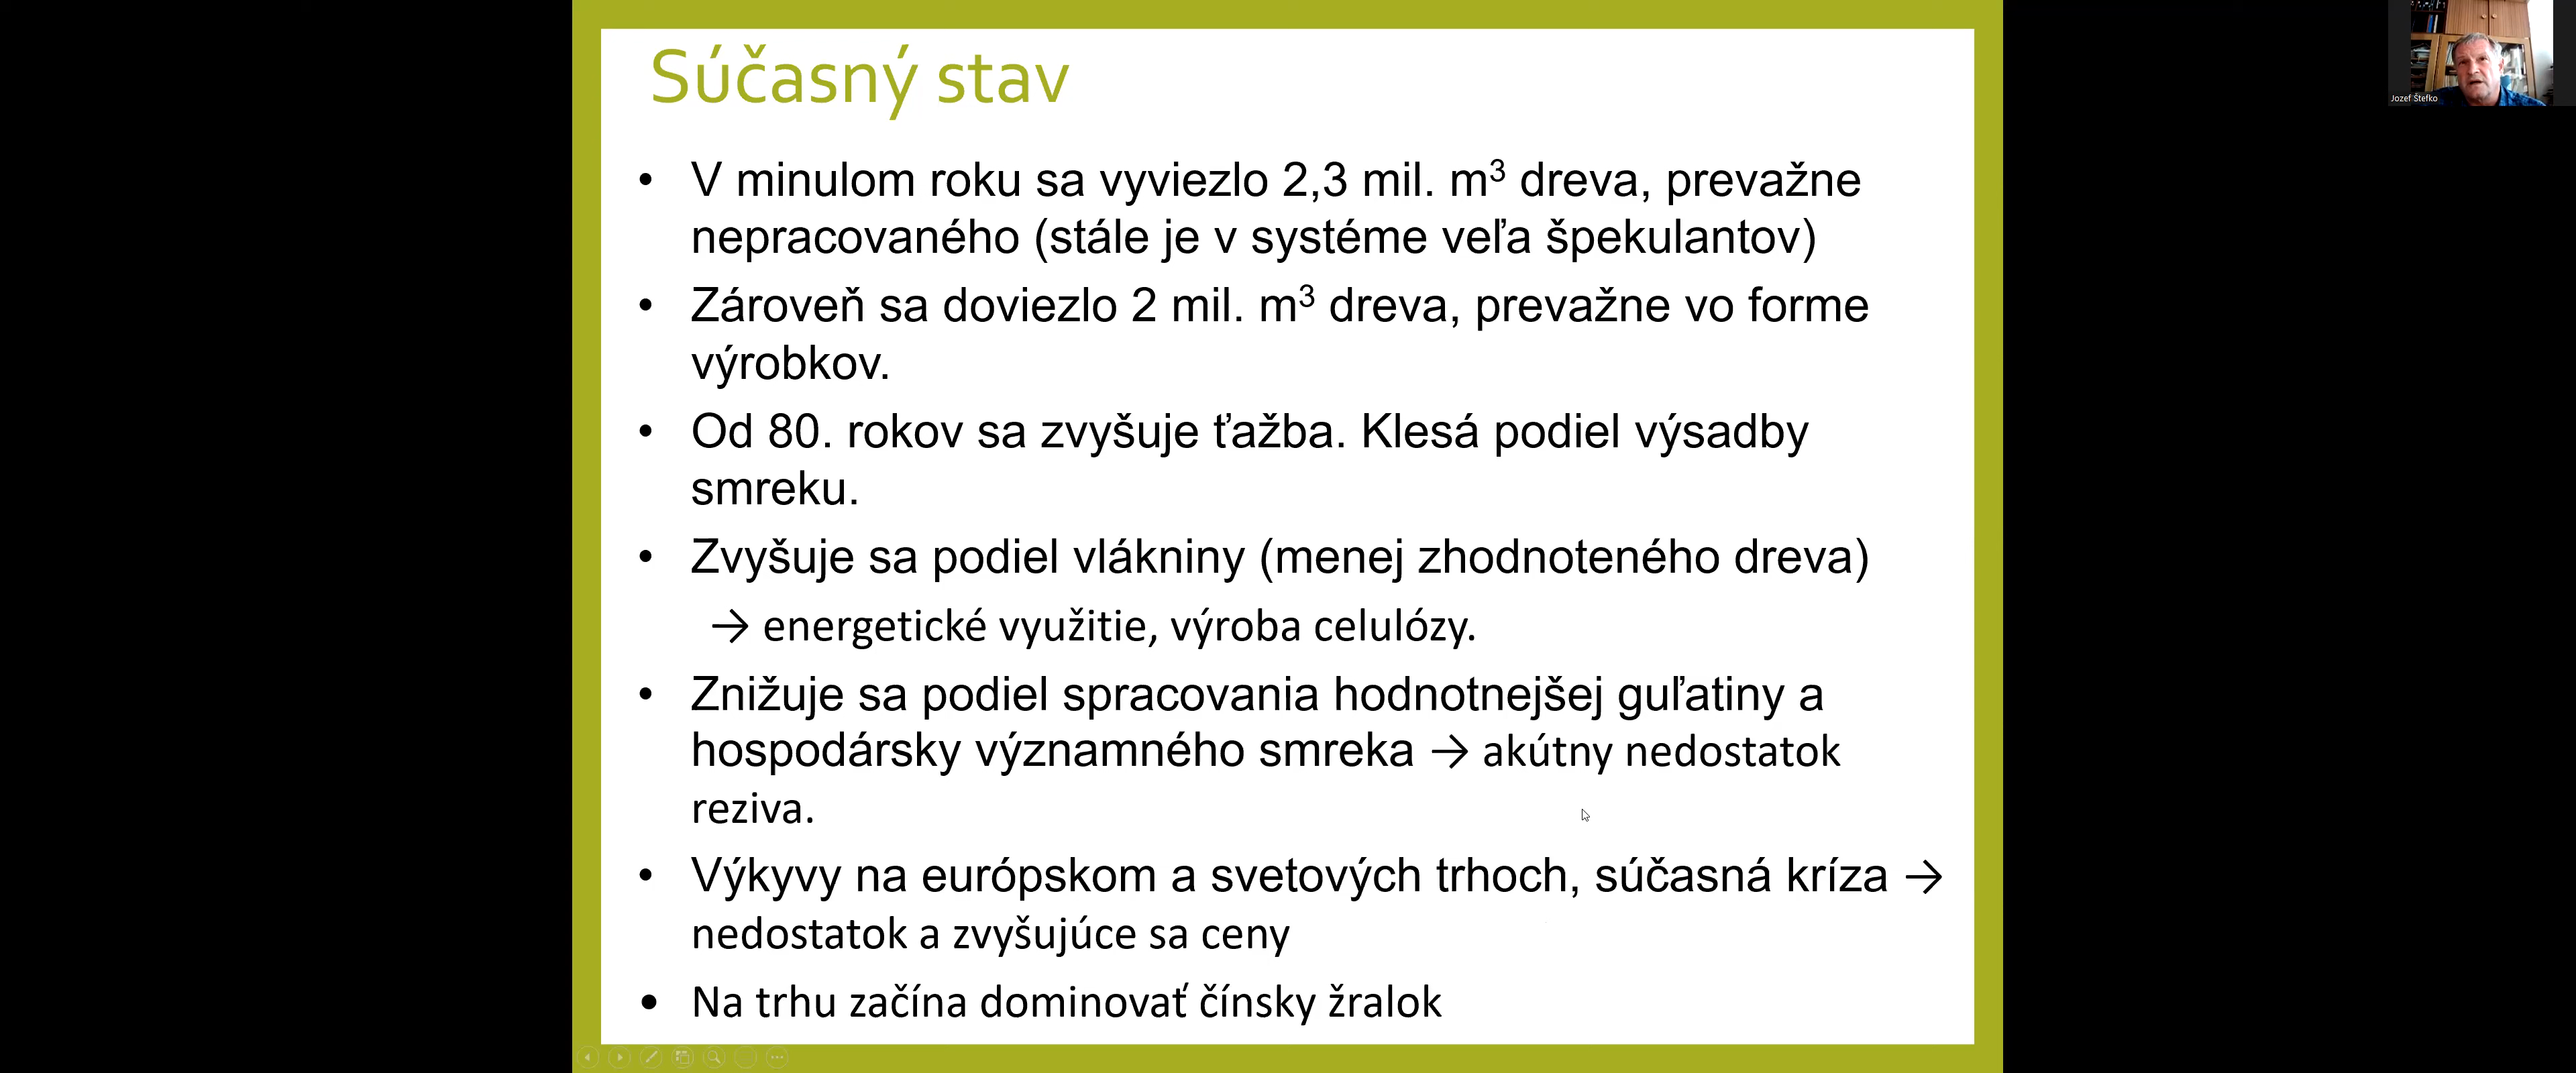 Súčasný stav
• V minulom roku sa vyviezlo 2,3 mil. m³ dreva, prevažne
nepracovaného (stále je v systéme veľa špekulantov)
• Zároveň sa doviezlo 2 mil. m³ dreva, prevažne vo forme
výrobkov.
• Od 80. rokov sa zvyšuje ťažba. Klesá podiel výsadby
smreku.
• Zvyšuje sa podiel vlákniny (menej zhodnoteného dreva)
→ energetické využitie, výroba celulózy.
• Znižuje sa podiel spracovania hodnotnejšej guľatiny a
hospodársky významného smreka → akútny nedostatok
reziva.
• Výkyvy na európskom a svetových trhoch, súčasná kríza →
nedostatok a zvyšujúce sa ceny
• Na trhu začína dominovať čínsky žralok
Jozef Štefko